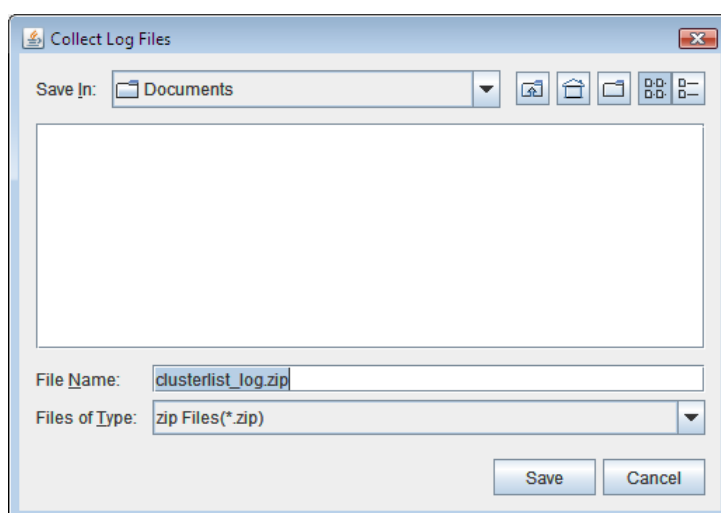 Collect Log Files
Save In: Documents
File Name: clusterlist_log.zip
Files of Type: zip Files(*.zip)
Save Cancel